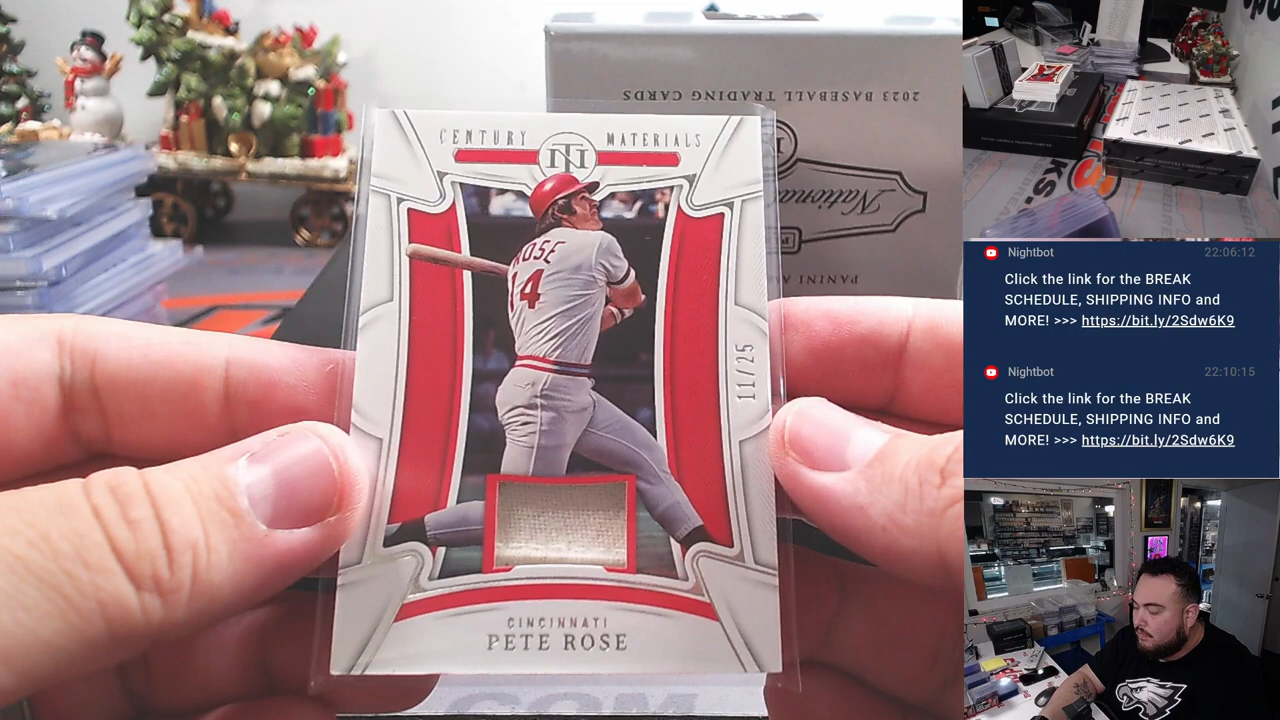 2023 BASEBALL TRADING CARDS
National
PANINI A
CENTURY MATERIALS
ROSE
14
11/25
CINCINNATI
PETE ROSE
.COM
Nightbot 22:06:12
Click the link for the BREAK
SCHEDULE, SHIPPING INFO and
MORE! >>> https://bit.ly/2Sdw6K9
Nightbot 22:10:15
Click the link for the BREAK
SCHEDULE, SHIPPING INFO and
MORE! >>> https://bit.ly/2Sdw6K9